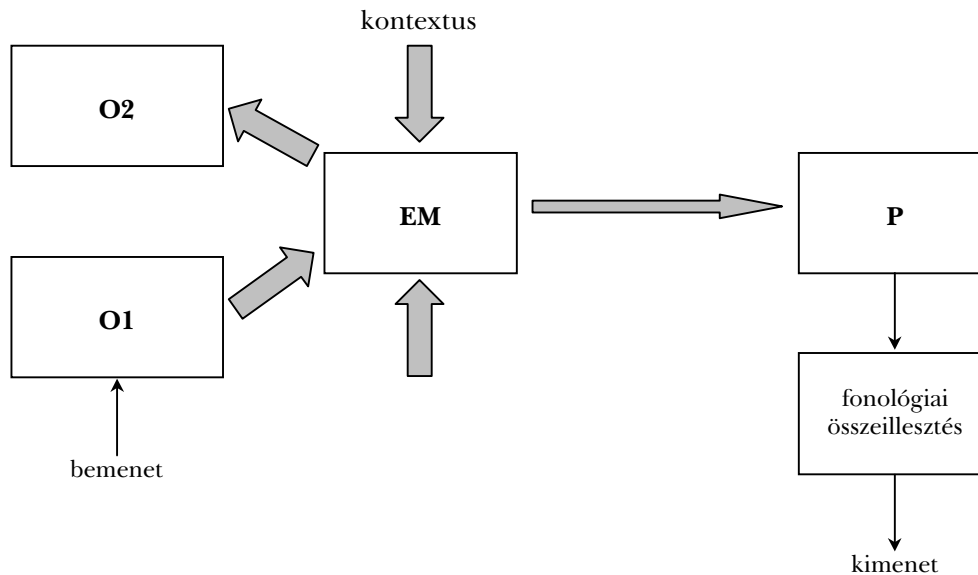 kontextus
O2
EM
P
O1
fonológiai
összeillesztés
bemenet
kimenet